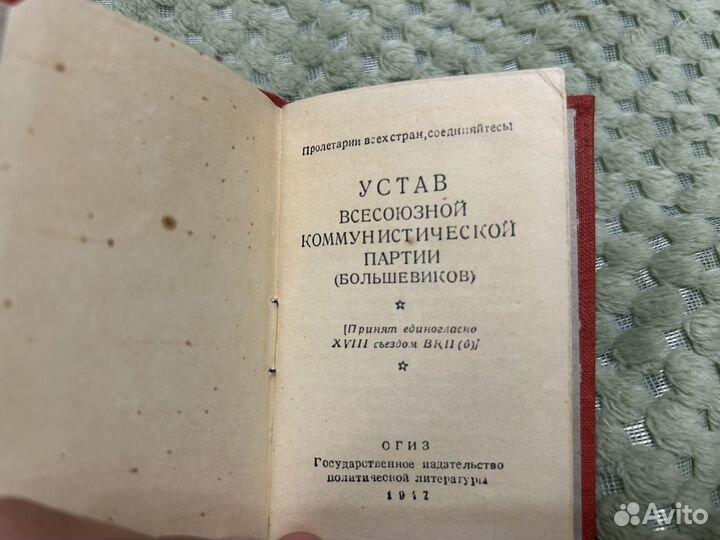 Пролетарии всех стран, соединяйтесь!
УСТАВ
ВСЕСОЮЗНОЙ
КОММУНИСТИЧЕСКОЙ
ПАРТИИ
(БОЛЬШЕВИКОВ)
[Принят единогласно
XVIII съездом ВКП(б)]
ОГИЗ
Государственное издательство
политической литературы
1947
Avito